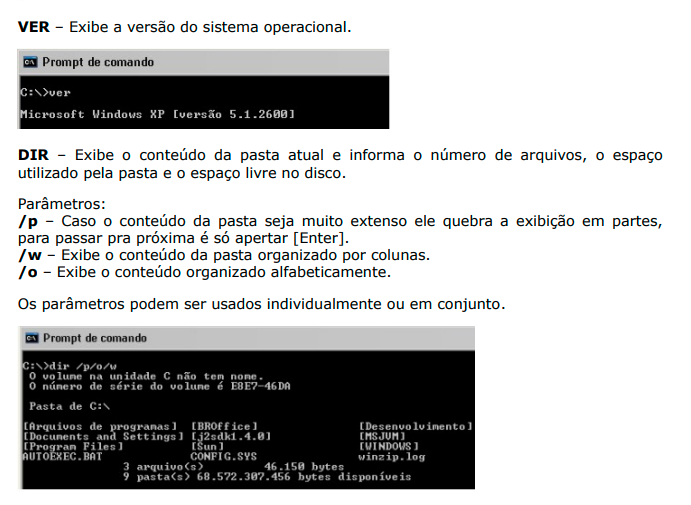 VER – Exibe a versão do sistema operacional.
Prompt de comando
C:\>ver
Microsoft Windows XP [versão 5.1.2600]
DIR – Exibe o conteúdo da pasta atual e informa o número de arquivos, o espaço
utilizado pela pasta e o espaço livre no disco.
Parâmetros:
/p – Caso o conteúdo da pasta seja muito extenso ele quebra a exibição em partes,
para passar pra próxima é só apertar [Enter].
/w – Exibe o conteúdo da pasta organizado por colunas.
/o – Exibe o conteúdo organizado alfabeticamente.
Os parâmetros podem ser usados individualmente ou em conjunto.
Prompt de comando
C:\>dir /p/o/w
O volume na unidade C não tem nome.
O número de série do volume é E8E7-46DA
Pasta de C:\
[Arquivos de programas] [BROffice] [Desenvolvimento]
[Documents and Settings] [j2sdk1.4.0] [MSJVM]
[Program Files] [Sun] [WINDOWS]
AUTOEXEC.BAT CONFIG.SYS winzip.log
3 arquivo(s) 46.150 bytes
9 pasta(s) 68.572.307.456 bytes disponíveis